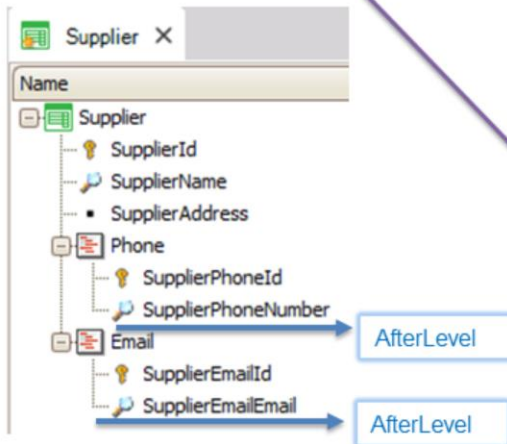 Supplier
Name
Supplier
SupplierId
SupplierName
SupplierAddress
Phone
SupplierPhoneId
SupplierPhoneNumber
AfterLevel
Email
SupplierEmailId
SupplierEmailEmail
AfterLevel